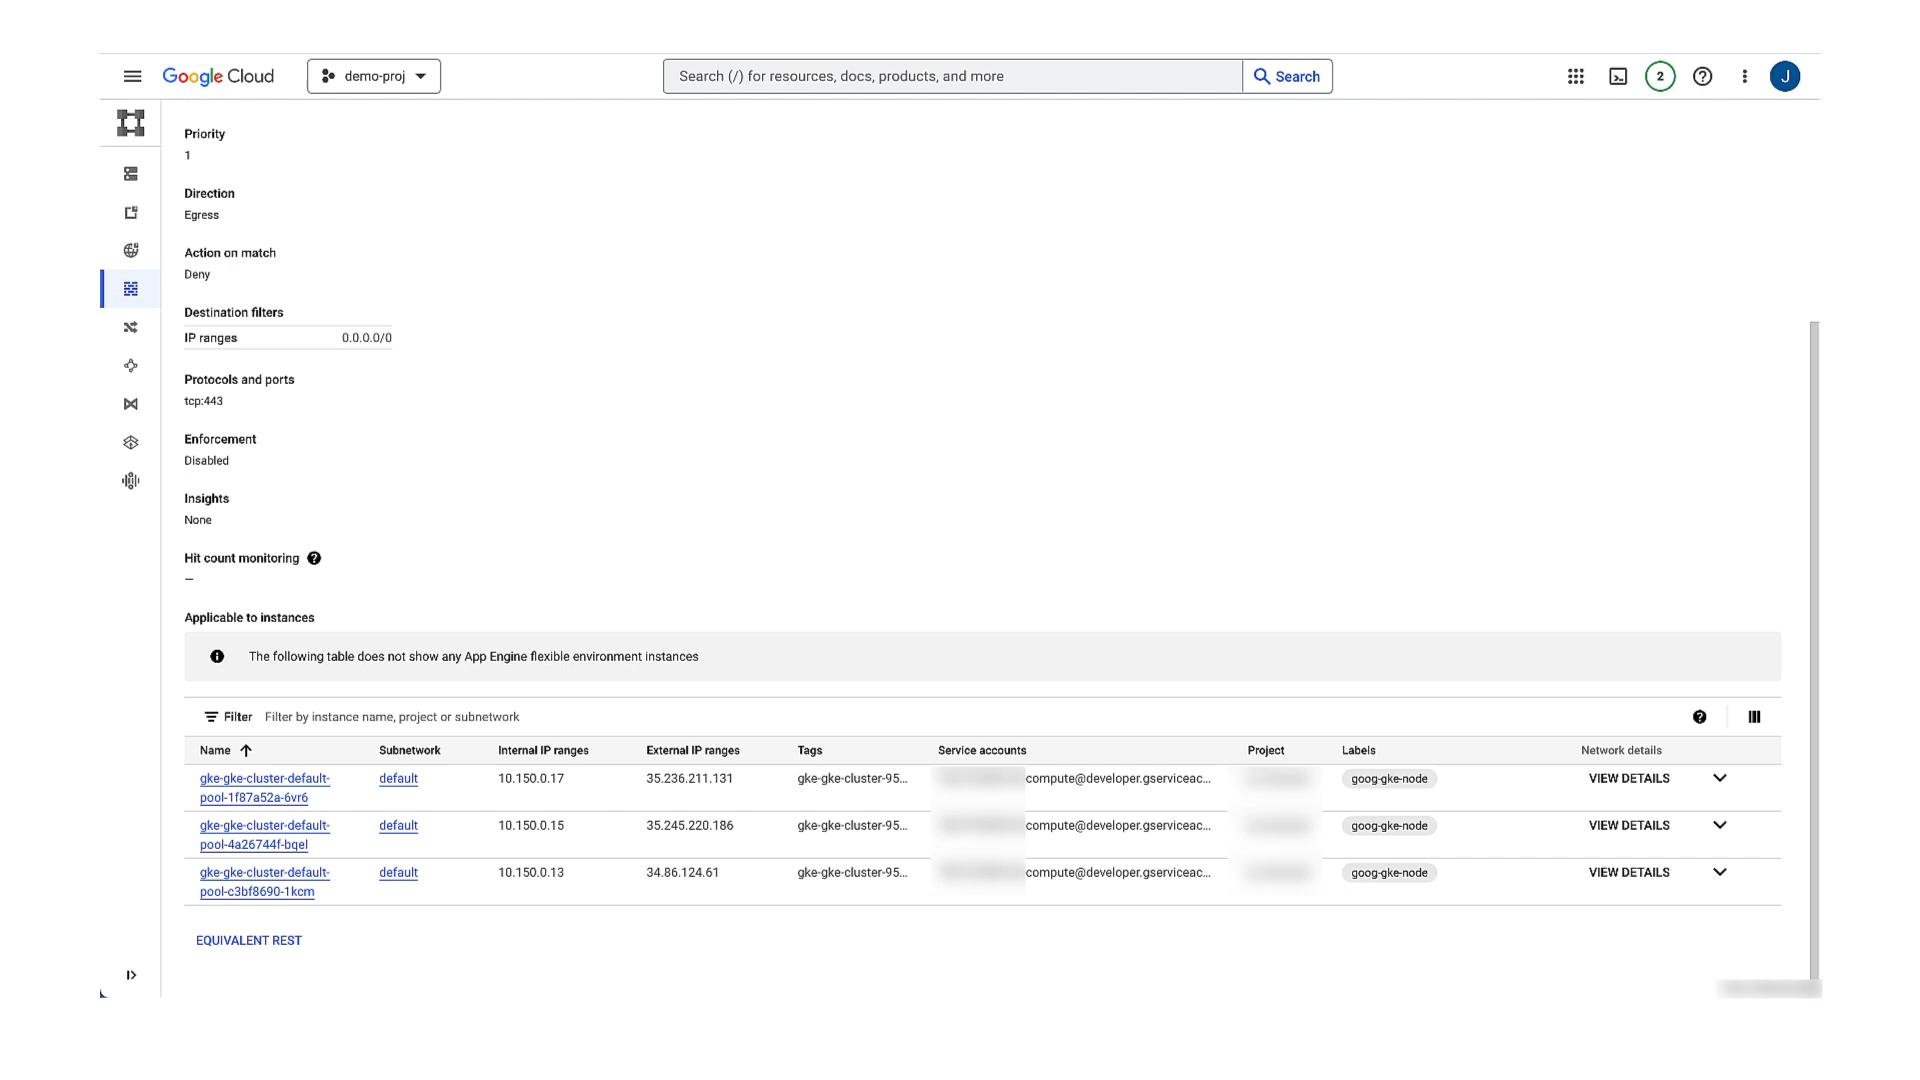 Google Cloud
demo-proj
Search (/) for resources, docs, products, and more
Search
2
J
Priority
1
Direction
Egress
Action on match
Deny
Destination filters
IP ranges 0.0.0.0/0
Protocols and ports
tcp:443
Enforcement
Disabled
Insights
None
Hit count monitoring
—
Applicable to instances
The following table does not show any App Engine flexible environment instances
Filter Filter by instance name, project or subnetwork
Name Subnetwork Internal IP ranges External IP ranges Tags Service accounts Project Labels Network details
gke-gke-cluster-default- default 10.150.0.17 35.236.211.131 gke-gke-cluster-95... compute@developer.gserviceac... goog-gke-node VIEW DETAILS
pool-1f87a52a-6vr6
gke-gke-cluster-default- default 10.150.0.15 35.245.220.186 gke-gke-cluster-95... compute@developer.gserviceac... goog-gke-node VIEW DETAILS
pool-4a26744f-bqel
gke-gke-cluster-default- default 10.150.0.13 34.86.124.61 gke-gke-cluster-95... compute@developer.gserviceac... goog-gke-node VIEW DETAILS
pool-c3bf8690-1kcm
EQUIVALENT REST